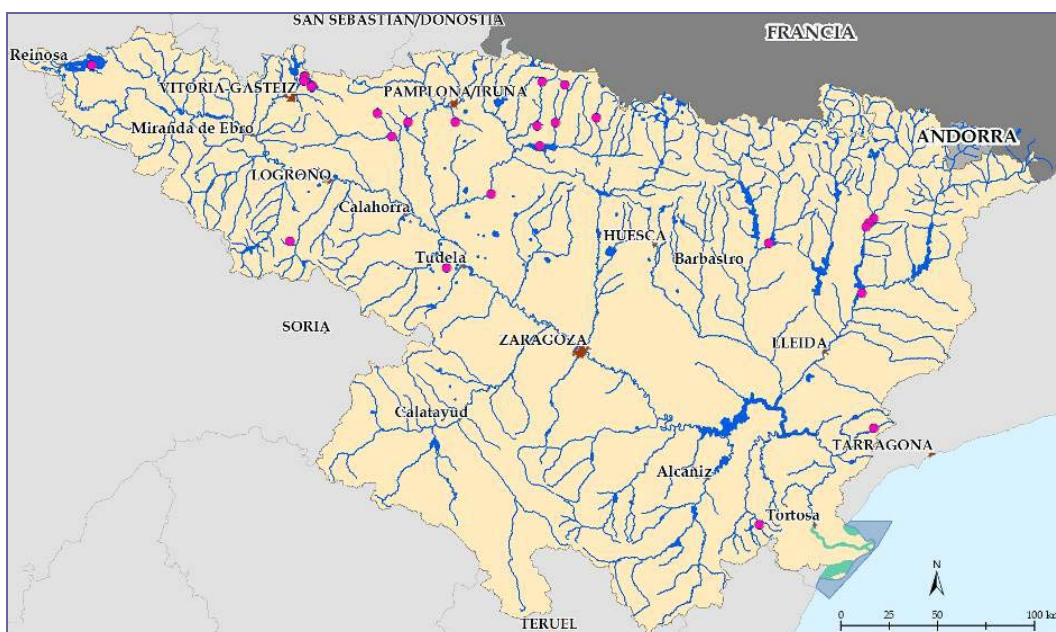 SAN SEBASTIAN/DONOSTIA
FRANCIA
Reinosa
VITORIA-GASTEIZ
PAMPLONA/IRUÑA
Miranda de Ebro
ANDORRA
LOGROÑO
Calahorra
HUESCA
Barbastro
Tudela
SORIA
ZARAGOZA
LLEIDA
Calatayud
TARRAGONA
Alcañiz
Tortosa
N
TERUEL
0 25 50 100 km